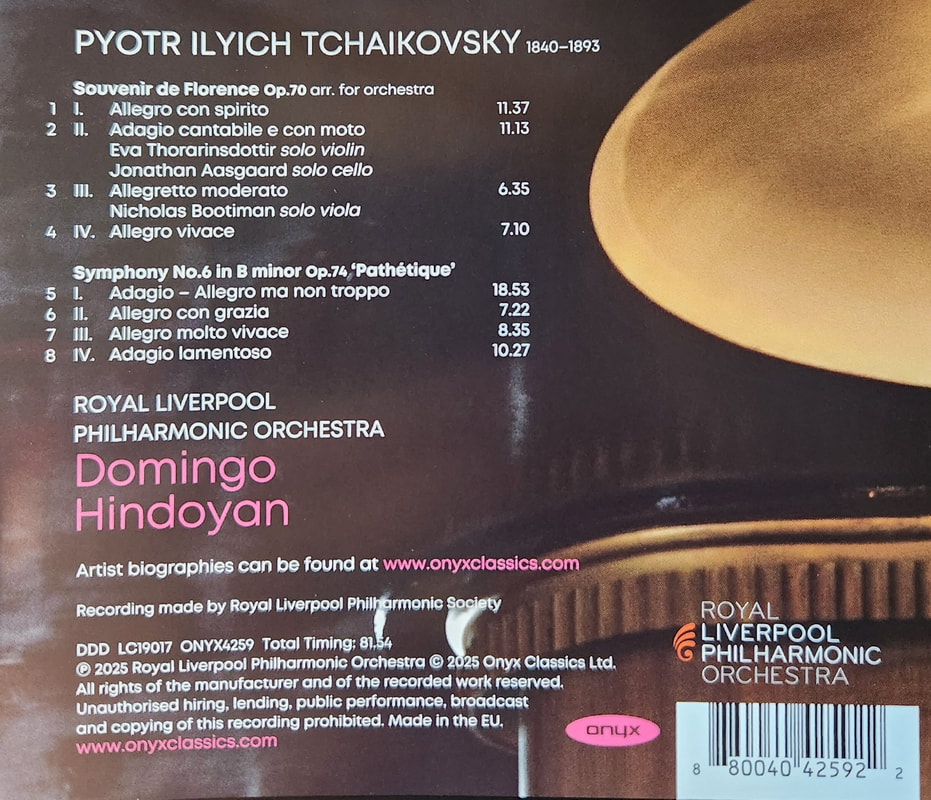 PYOTR ILYICH TCHAIKOVSKY 1840–1893
Souvenir de Florence Op.70 arr. for orchestra
1 I. Allegro con spirito 11.37
2 II. Adagio cantabile e con moto 11.13
Eva Thorarinsdottir solo violin
Jonathan Aasgaard solo cello
3 III. Allegretto moderato 6.35
Nicholas Bootiman solo viola
4 IV. Allegro vivace 7.10
Symphony No.6 in B minor Op.74 ‘Pathétique’
5 I. Adagio – Allegro ma non troppo 18.53
6 II. Allegro con grazia 7.22
7 III. Allegro molto vivace 8.35
8 IV. Adagio lamentoso 10.27
ROYAL LIVERPOOL
PHILHARMONIC ORCHESTRA
Domingo
Hindoyan
Artist biographies can be found at www.onyxclassics.com
Recording made by Royal Liverpool Philharmonic Society
DDD LC19017 ONYX4259 Total Timing: 81.54
℗ 2025 Royal Liverpool Philharmonic Orchestra © 2025 Onyx Classics Ltd.
All rights of the manufacturer and of the recorded work reserved.
Unauthorised hiring, lending, public performance, broadcast
and copying of this recording prohibited. Made in the EU.
www.onyxclassics.com
onyx
ROYAL
LIVERPOOL
PHILHARMONIC
ORCHESTRA
8 80040 42592 2